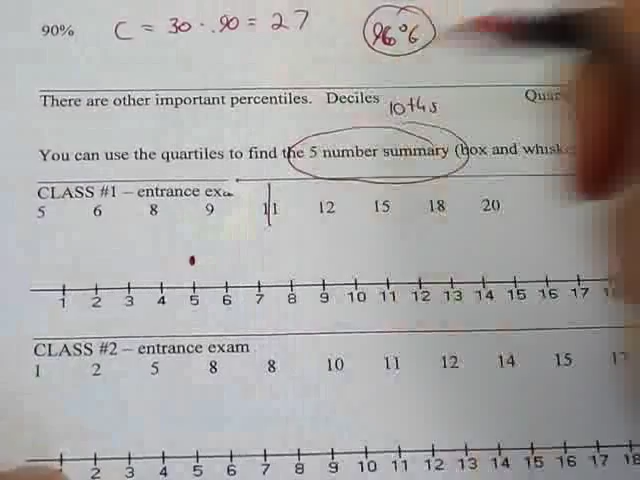 90% C = 30 · .90 = 27 96%
There are other important percentiles. Deciles 10ths
You can use the quartiles to find the 5 number summary (box and
CLASS #1 – entrance
5 6 8 9 11 12 15 18 20
1 2 3 4 5 6 7 8 9 10 11 12 13 14 15 16 17
CLASS #2 – entrance exam
1 2 5 8 8 10 11 12 14 15
2 3 4 5 6 7 8 9 10 11 12 13 14 15 16 17 18